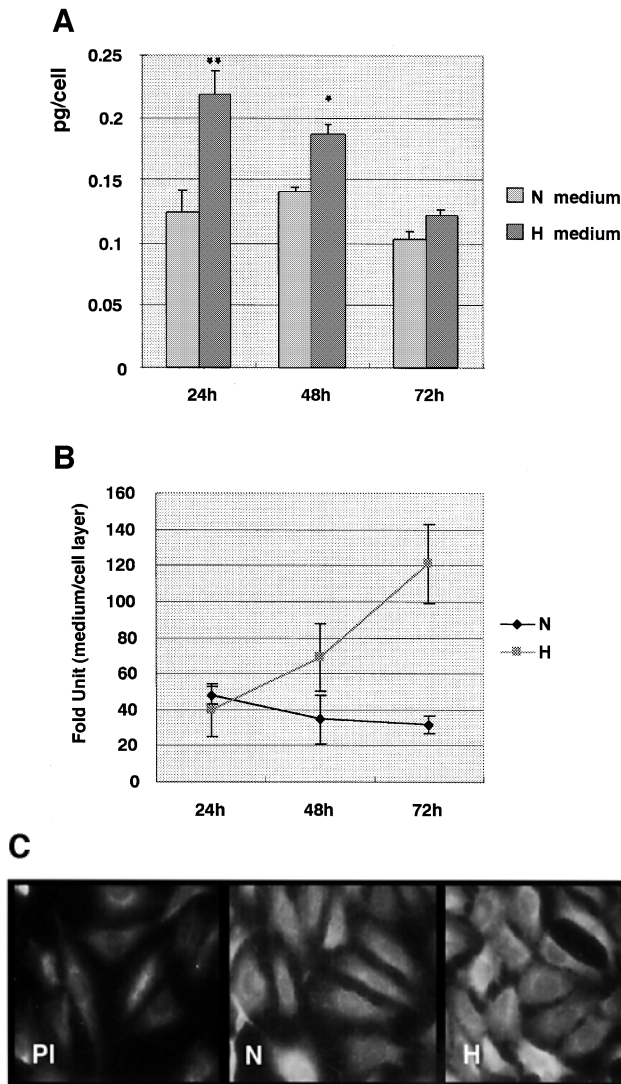 A
pg/cell
0.25
0.2
0.15
0.1
0.05
0
**
*
24h
48h
72h
N medium
H medium
B
Fold Unit (medium/cell layer)
160
140
120
100
80
60
40
20
0
24h
48h
72h
N
H
C
PI
N
H